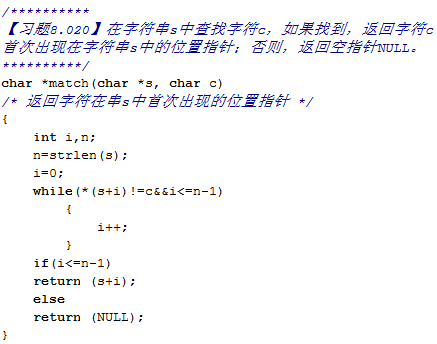 /**********
【习题8.020】在字符串s中查找字符c，如果找到，返回字符c
首次出现在字符串s中的位置指针；否则，返回空指针NULL。
**********/
char *match(char *s, char c)
/* 返回字符在串s中首次出现的位置指针 */
{
    int i,n;
    n=strlen(s);
    i=0;
    while(*(s+i)!=c&&i<=n-1)
        {
            i++;
        }
    if(i<=n-1)
    return (s+i);
    else
    return (NULL);
}